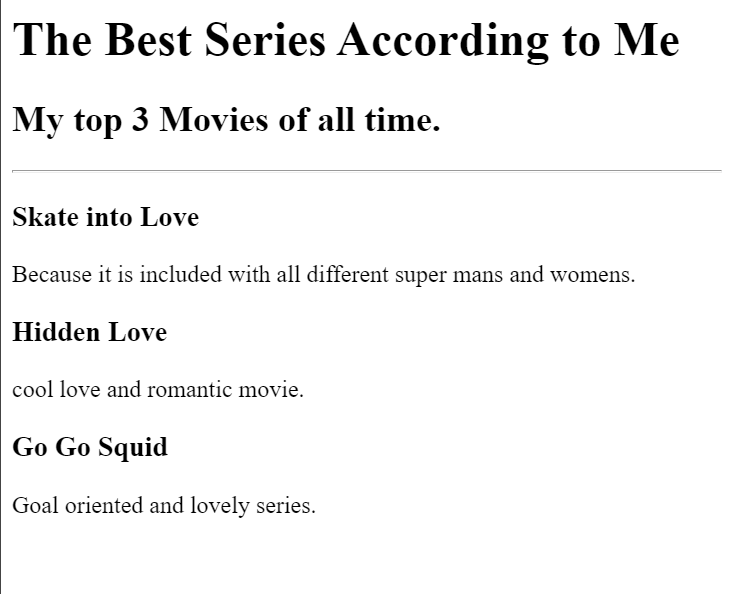 The Best Series According to Me
My top 3 Movies of all time.
Skate into Love
Because it is included with all different super mans and womens.
Hidden Love
cool love and romantic movie.
Go Go Squid
Goal oriented and lovely series.